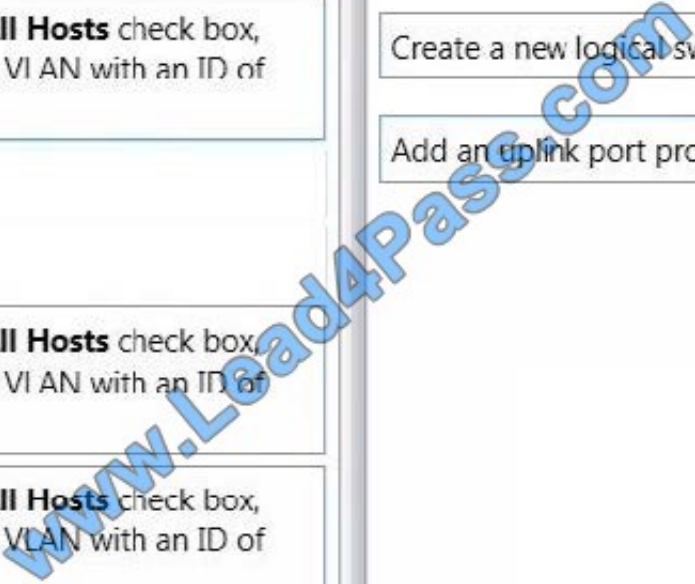 ll Hosts check box,
VLAN with an ID of
ll Hosts check box,
VLAN with an ID of
ll Hosts check box,
VLAN with an ID of
Create a new logical sw
Add an uplink port pro
www.Lead4Pass.com